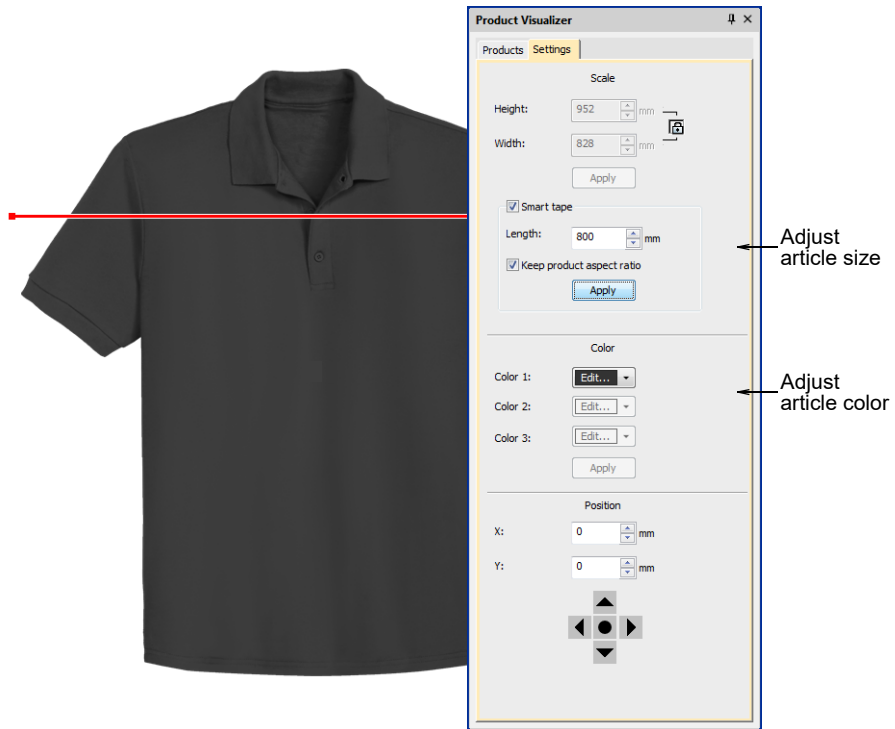 Product Visualizer
Products Settings
Scale
Height: 952 mm
Width: 828 mm
Apply
Smart tape
Length: 800 mm
Keep product aspect ratio
Apply
Adjust
article size
Color
Color 1: Edit...
Color 2: Edit...
Color 3: Edit...
Apply
Adjust
article color
Position
X: 0 mm
Y: 0 mm